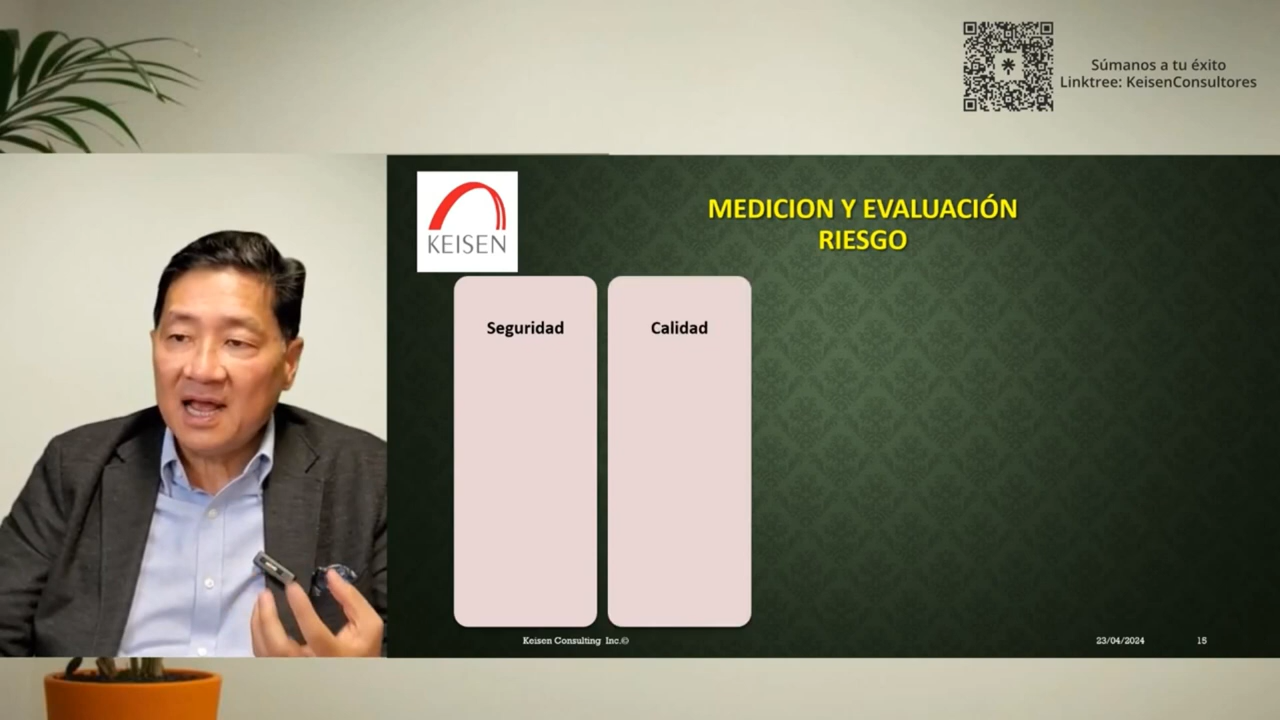 Súmanos a tu éxito
Linktree: KeisenConsultores
KEISEN
MEDICION Y EVALUACIÓN
RIESGO
Seguridad
Calidad
Keisen Consulting Inc.©
23/04/2024
15